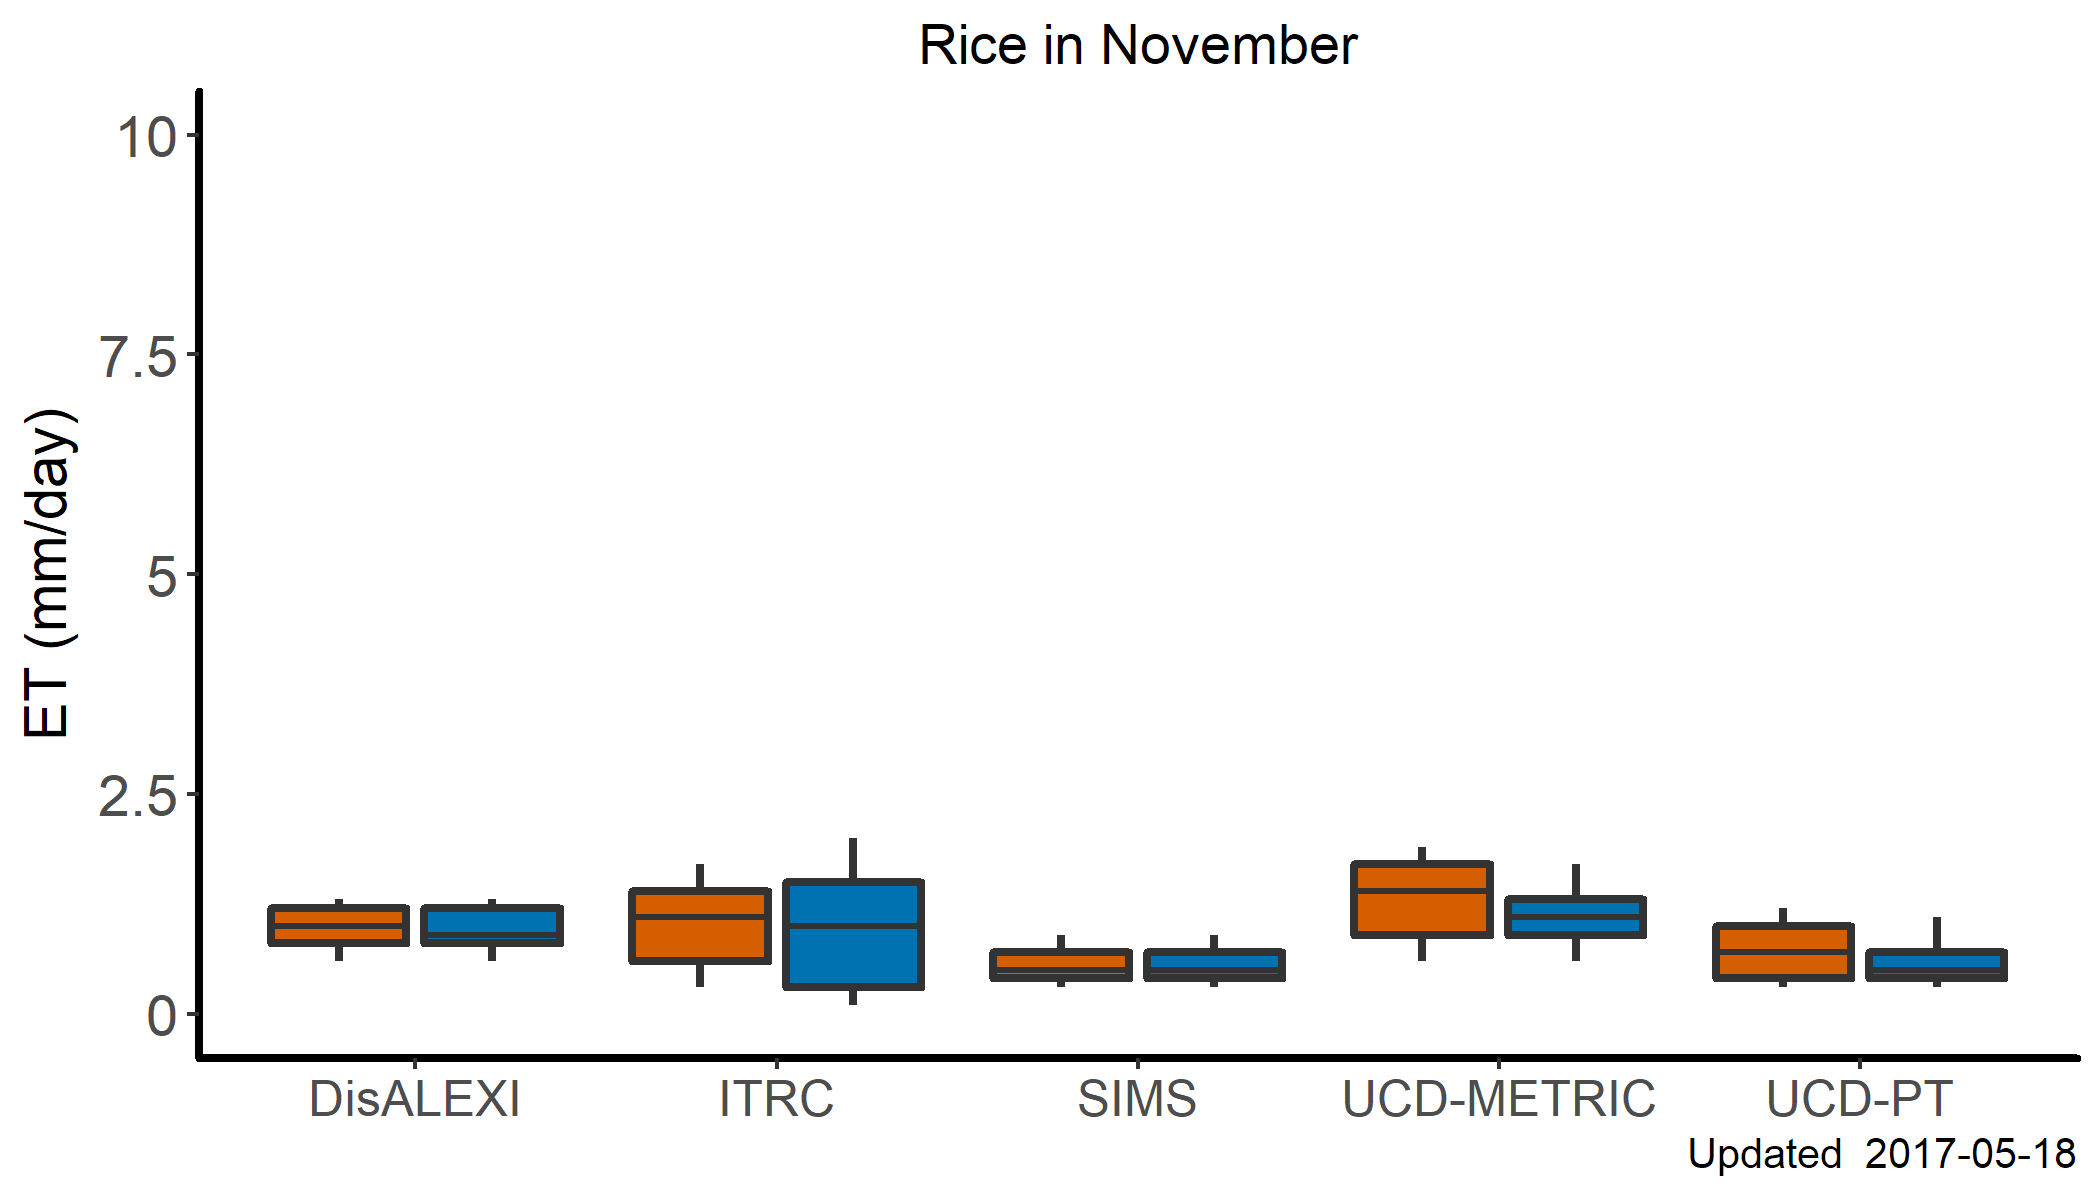 Rice in November
10
7.5
5
2.5
0
ET (mm/day)
DisALEXI ITRC SIMS UCD-METRIC UCD-PT
Updated  2017-05-18